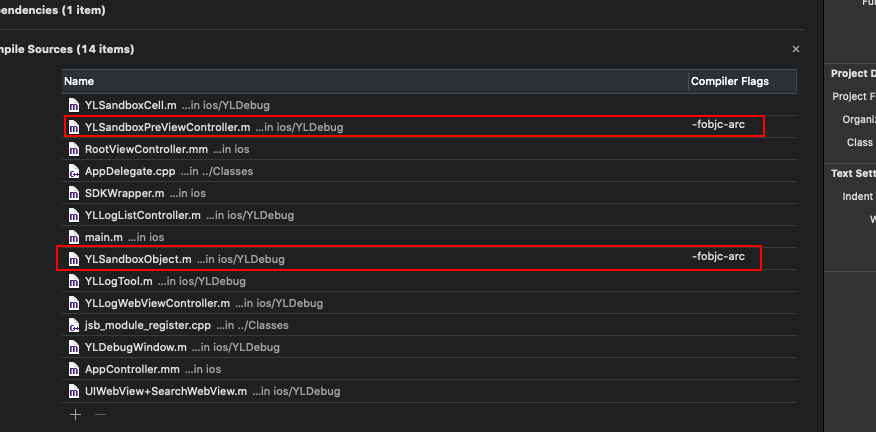 pendencies (1 item)
mpile Sources (14 items)
Name Compiler Flags
YLSandboxCell.m ...in ios/YLDebug
YLSandboxPreViewController.m ...in ios/YLDebug -fobjc-arc
RootViewController.mm ...in ios
AppDelegate.cpp ...in ../Classes
SDKWrapper.m ...in ios
YLLogListController.m ...in ios/YLDebug
main.m ...in ios
YLSandboxObject.m ...in ios/YLDebug -fobjc-arc
YLLogTool.m ...in ios/YLDebug
YLLogWebViewController.m ...in ios/YLDebug
jsb_module_register.cpp ...in ../Classes
YLDebugWindow.m ...in ios/YLDebug
AppController.mm ...in ios
UIWebView+SearchWebView.m ...in ios/YLDebug
Project D
Project F
Organiz
Class
Text Sett
Indent
W